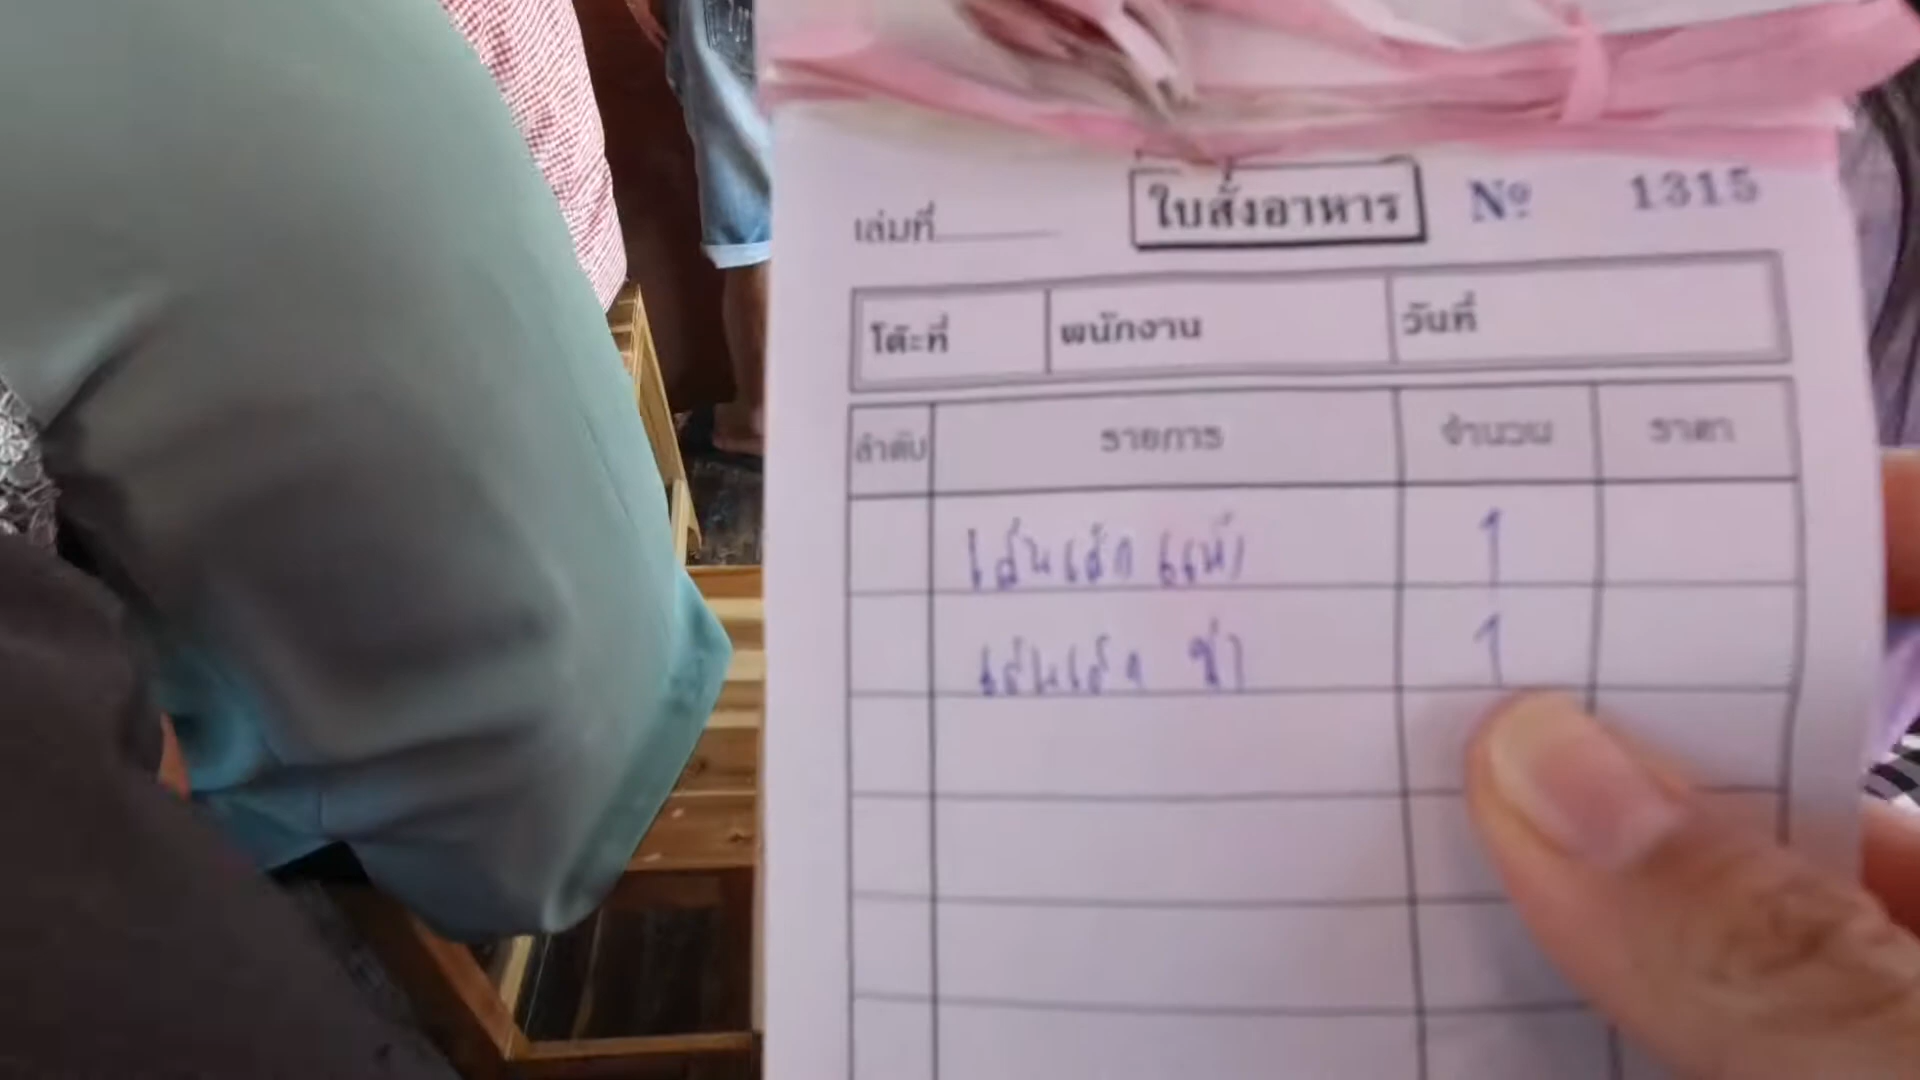 เล่มที่ ใบสั่งอาหาร Nº 1315
โต๊ะที่ พนักงาน วันที่
ลำดับ รายการ จำนวน ราคา
เส้นเล็ก แห้ง 1
เส้นเล็ก 1